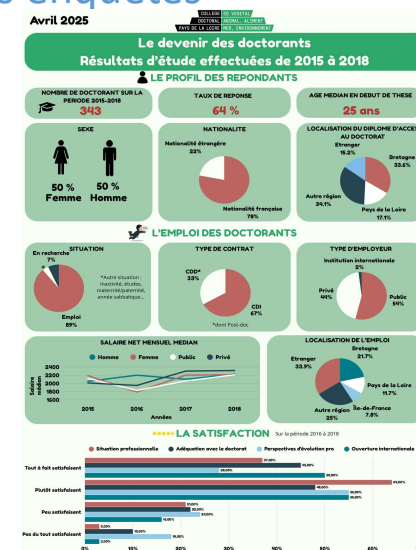 Avril 2025
COLLEGE ED VEGETAL
DOCTORAL ANIMAL, ALIMENT
PAYS DE LA LOIRE MER, ENVIRONNEMENT
Le devenir des doctorants
Résultats d'étude effectuées de 2015 à 2018
LE PROFIL DES REPONDANTS
NOMBRE DE DOCTORANT SUR LA
PERIODE 2015-2018
343
TAUX DE REPONSE
64 %
AGE MEDIAN EN DEBUT DE THESE
25 ans
SEXE
50 %
Femme
50 %
Homme
NATIONALITE
Nationalité étrangère
22%
Nationalité française
78%
LOCALISATION DU DIPLOME D'ACCES
AU DOCTORAT
Etranger
15.2%
Bretagne
33.6%
Autre région
34.1%
Pays de la Loire
17.1%
L'EMPLOI DES DOCTORANTS
SITUATION
En recherche
7%
*
*Autre situation :
inactivité, études,
maternité/paternité,
année sabbatique...
Emploi
89%
TYPE DE CONTRAT
CDD*
33%
CDI
67%
*dont Post-doc
TYPE D'EMPLOYEUR
Institution internationale
2%
Privé
44%
Public
54%
SALAIRE NET MENSUEL MEDIAN
Homme Femme Public Privé
Salaire
médian
2400
2200
2000
1800
1600
2015 2016 2017 2018
Années
LOCALISATION DE L'EMPLOI
Bretagne
21.7%
Etranger
33.9%
Pays de la Loire
11.7%
Île-de-France
7.8%
Autre région
25%
LA SATISFACTION Sur la période 2016 à 2018
Situation professionnelle Adéquation avec le doctorat Perspectives d'évolution pro Ouverture internationale
Tout à fait satisfaisant
Plutôt satisfaisant
Peu satisfaisant
Pas du tout satisfaisant
0% 10% 20% 30% 40% 50% 60%